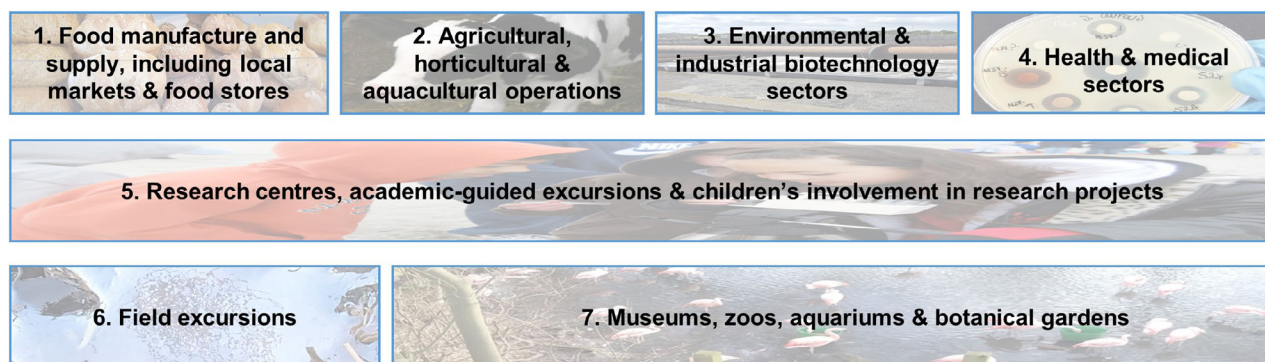 1. Food manufacture and
supply, including local
markets & food stores
2. Agricultural,
horticultural &
aquacultural operations
3. Environmental &
industrial biotechnology
sectors
4. Health & medical
sectors
5. Research centres, academic-guided excursions & children's involvement in research projects
6. Field excursions
7. Museums, zoos, aquariums & botanical gardens